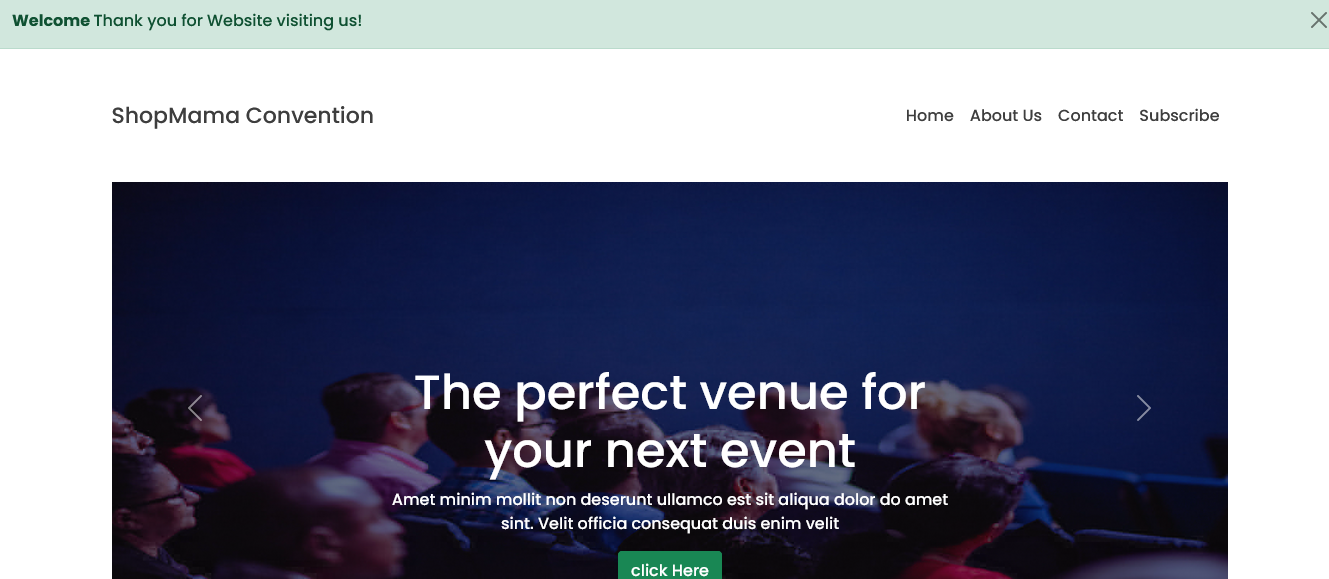 Welcome Thank you for Website visiting us!
ShopMama Convention
Home About Us Contact Subscribe
The perfect venue for
your next event
Amet minim mollit non deserunt ullamco est sit aliqua dolor do amet
sint. Velit officia consequat duis enim velit
click Here